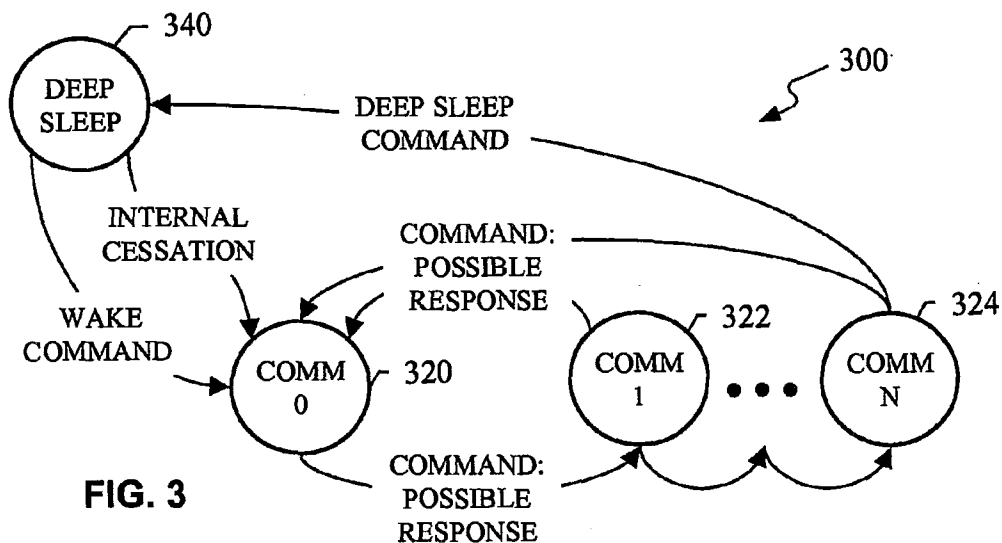 340
DEEP
SLEEP
300
DEEP SLEEP
COMMAND
INTERNAL
CESSATION
COMMAND:
POSSIBLE
RESPONSE
WAKE
COMMAND
322
324
COMM
0
320
COMM
1
COMM
N
COMMAND:
POSSIBLE
RESPONSE
FIG. 3